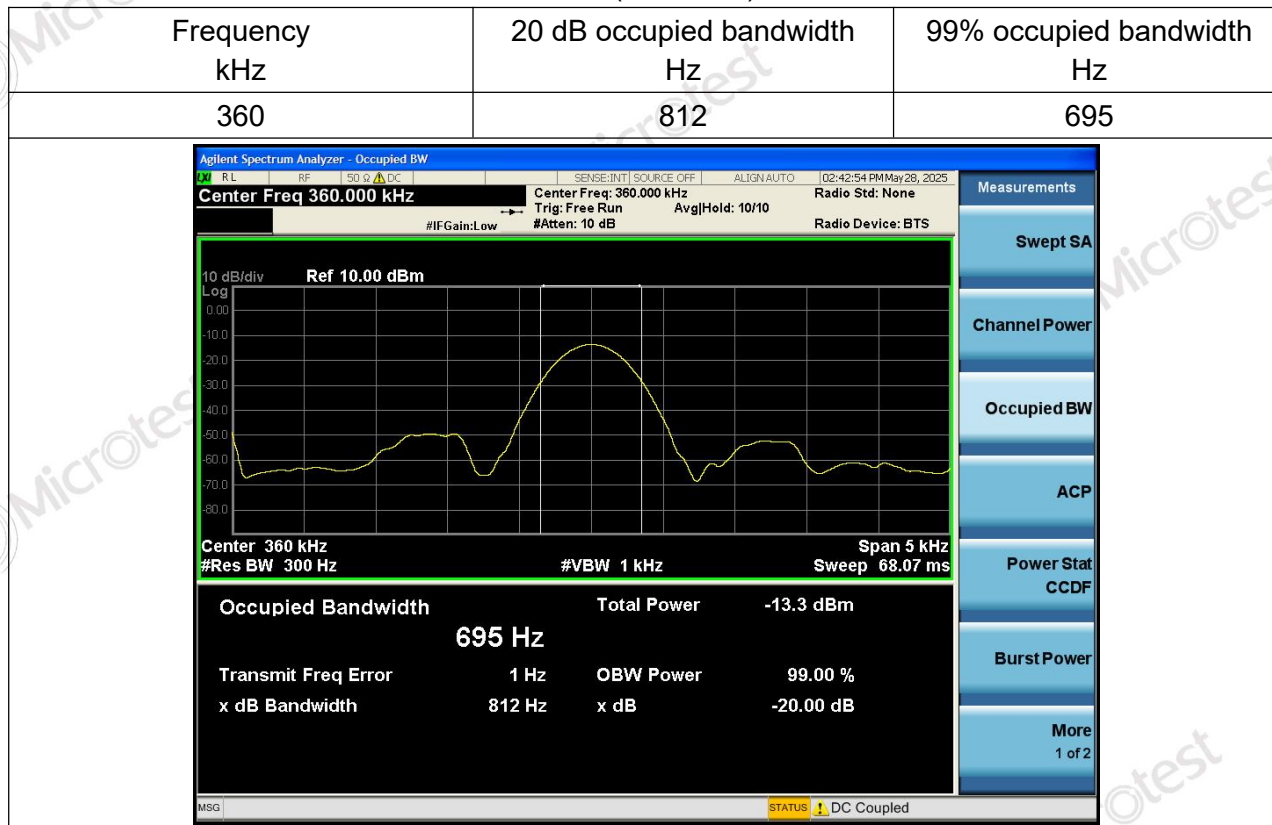 Frequency
kHz
20 dB occupied bandwidth
Hz
99% occupied bandwidth
Hz
360
812
695
Agilent Spectrum Analyzer - Occupied BW
LXI RL RF 50 Ω DC SENSE:INT SOURCE OFF ALIGN AUTO 02:42:54 PM May 28, 2025
Center Freq 360.000 kHz
Center Freq: 360.000 kHz Radio Std: None
Trig: Free Run Avg|Hold: 10/10
#IFGain:Low #Atten: 10 dB Radio Device: BTS
10 dB/div Ref 10.00 dBm
Log
0.00
-10.0
-20.0
-30.0
-40.0
-50.0
-60.0
-70.0
-80.0
Center 360 kHz Span 5 kHz
#Res BW 300 Hz #VBW 1 kHz Sweep 68.07 ms
Occupied Bandwidth Total Power -13.3 dBm
695 Hz
Transmit Freq Error 1 Hz OBW Power 99.00 %
x dB Bandwidth 812 Hz x dB -20.00 dB
MSG STATUS DC Coupled
Measurements
Swept SA
Channel Power
Occupied BW
ACP
Power Stat
CCDF
Burst Power
More
1 of 2
Microtest
Microtest
Microtest